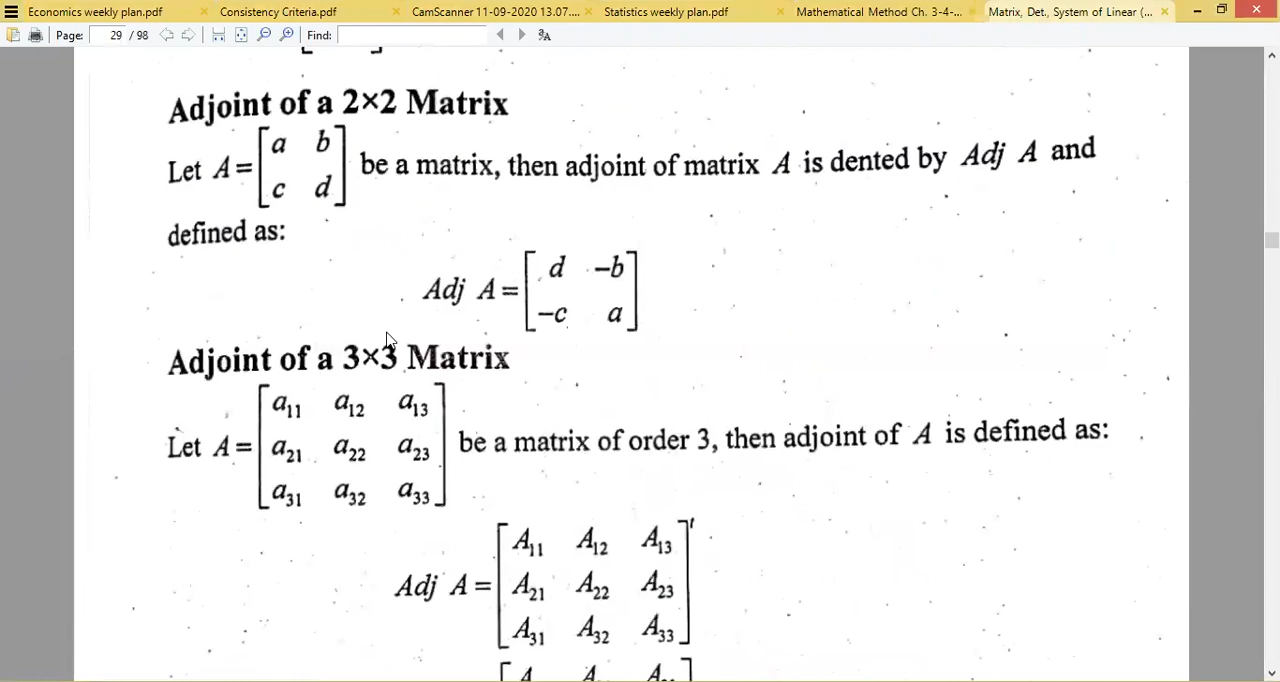 Economics weekly plan.pdf × Consistency Criteria.pdf × CamScanner 11-09-2020 13.07.... × Statistics weekly plan.pdf × Mathematical Method Ch. 3-4-... × Matrix, Det., System of Linear (... ×
Page: 29 / 98 Find:
Adjoint of a 2×2 Matrix
Let A = [a b
c d] be a matrix, then adjoint of matrix A is dented by Adj A and
defined as:
Adj A = [d −b
−c a]
Adjoint of a 3×3 Matrix
Let A = [a11 a12 a13
a21 a22 a23
a31 a32 a33] be a matrix of order 3, then adjoint of A is defined as:
Adj A = [A11 A12 A13
A21 A22 A23
A31 A32 A33]t